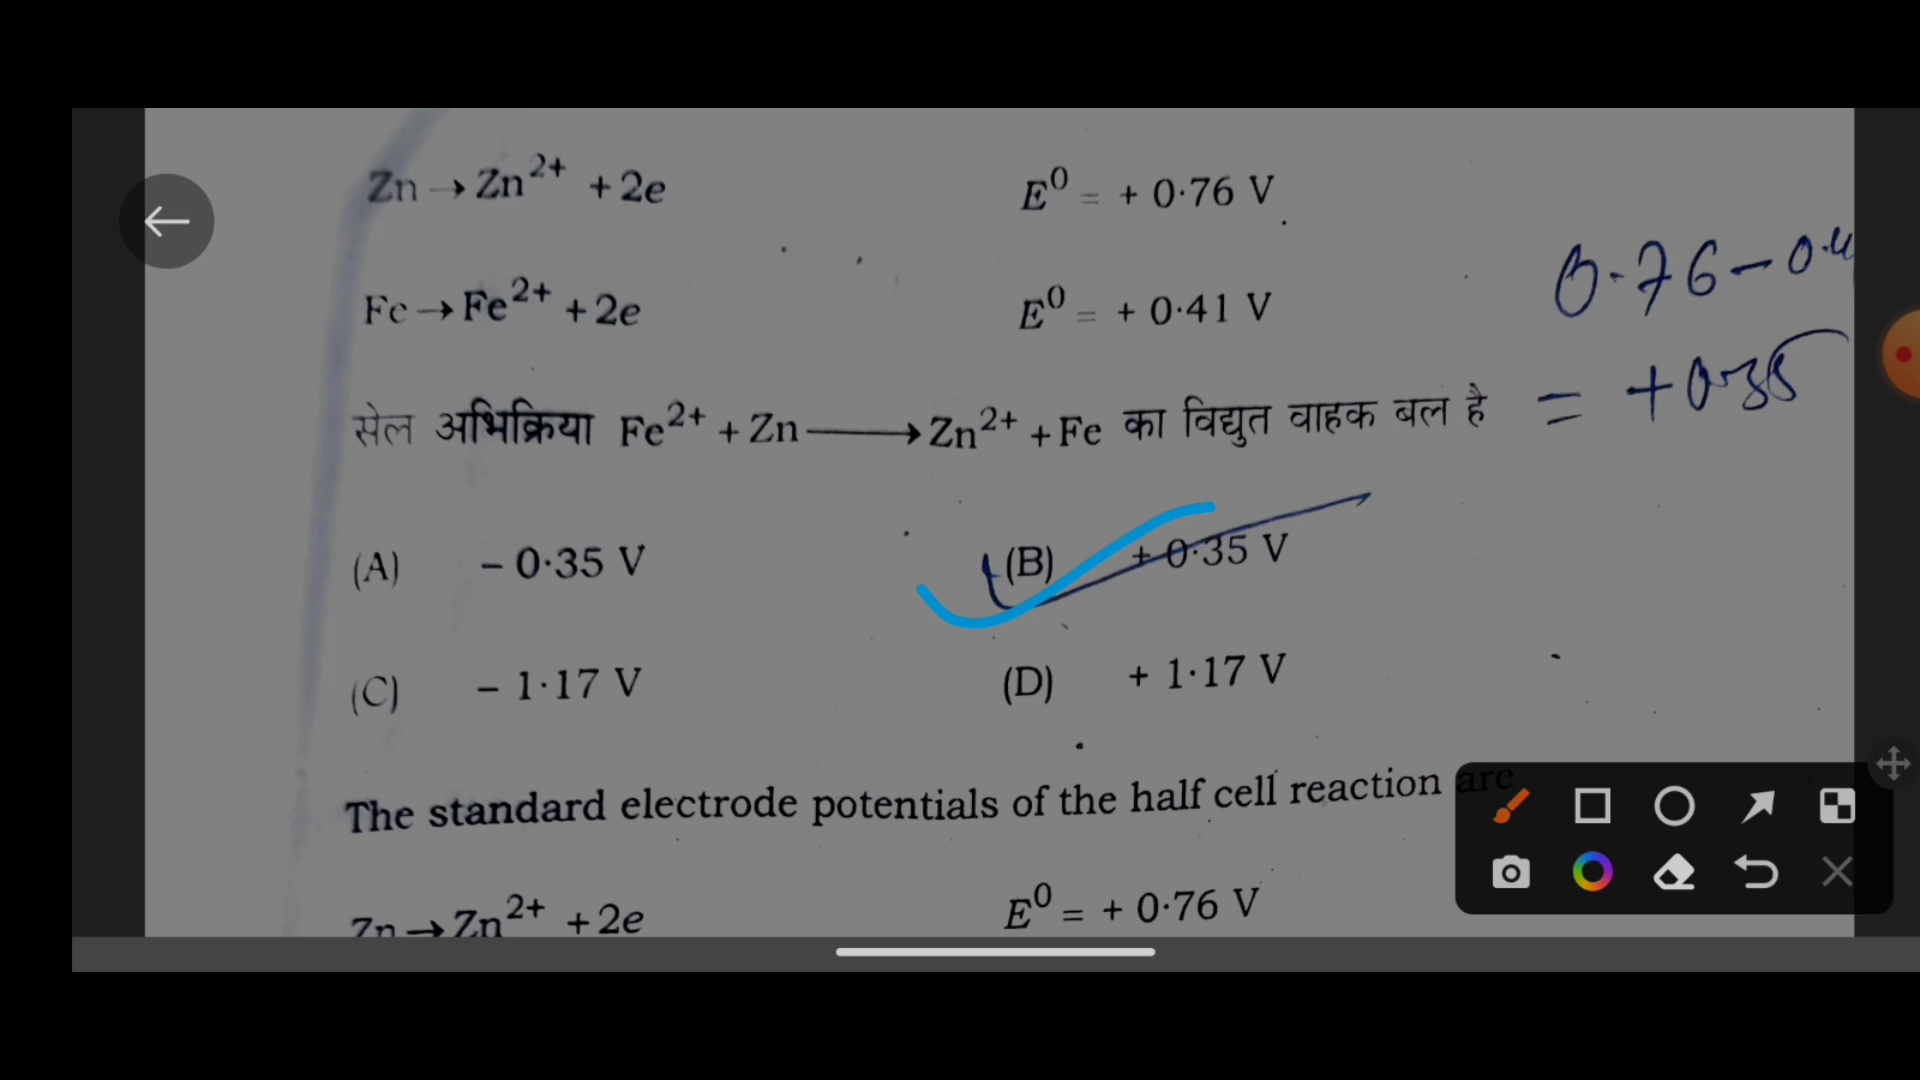 Zn → Zn²⁺ + 2e E⁰ = + 0·76 V
Fe → Fe²⁺ + 2e E⁰ = + 0·41 V
0·76 – 0·4
= + 0·35
सेल अभिक्रिया Fe²⁺ + Zn ⟶ Zn²⁺ + Fe का विद्युत वाहक बल है
(A) – 0·35 V (B) + 0·35 V
(C) – 1·17 V (D) + 1·17 V
The standard electrode potentials of the half cell reaction are
Zn → Zn²⁺ + 2e E⁰ = + 0·76 V